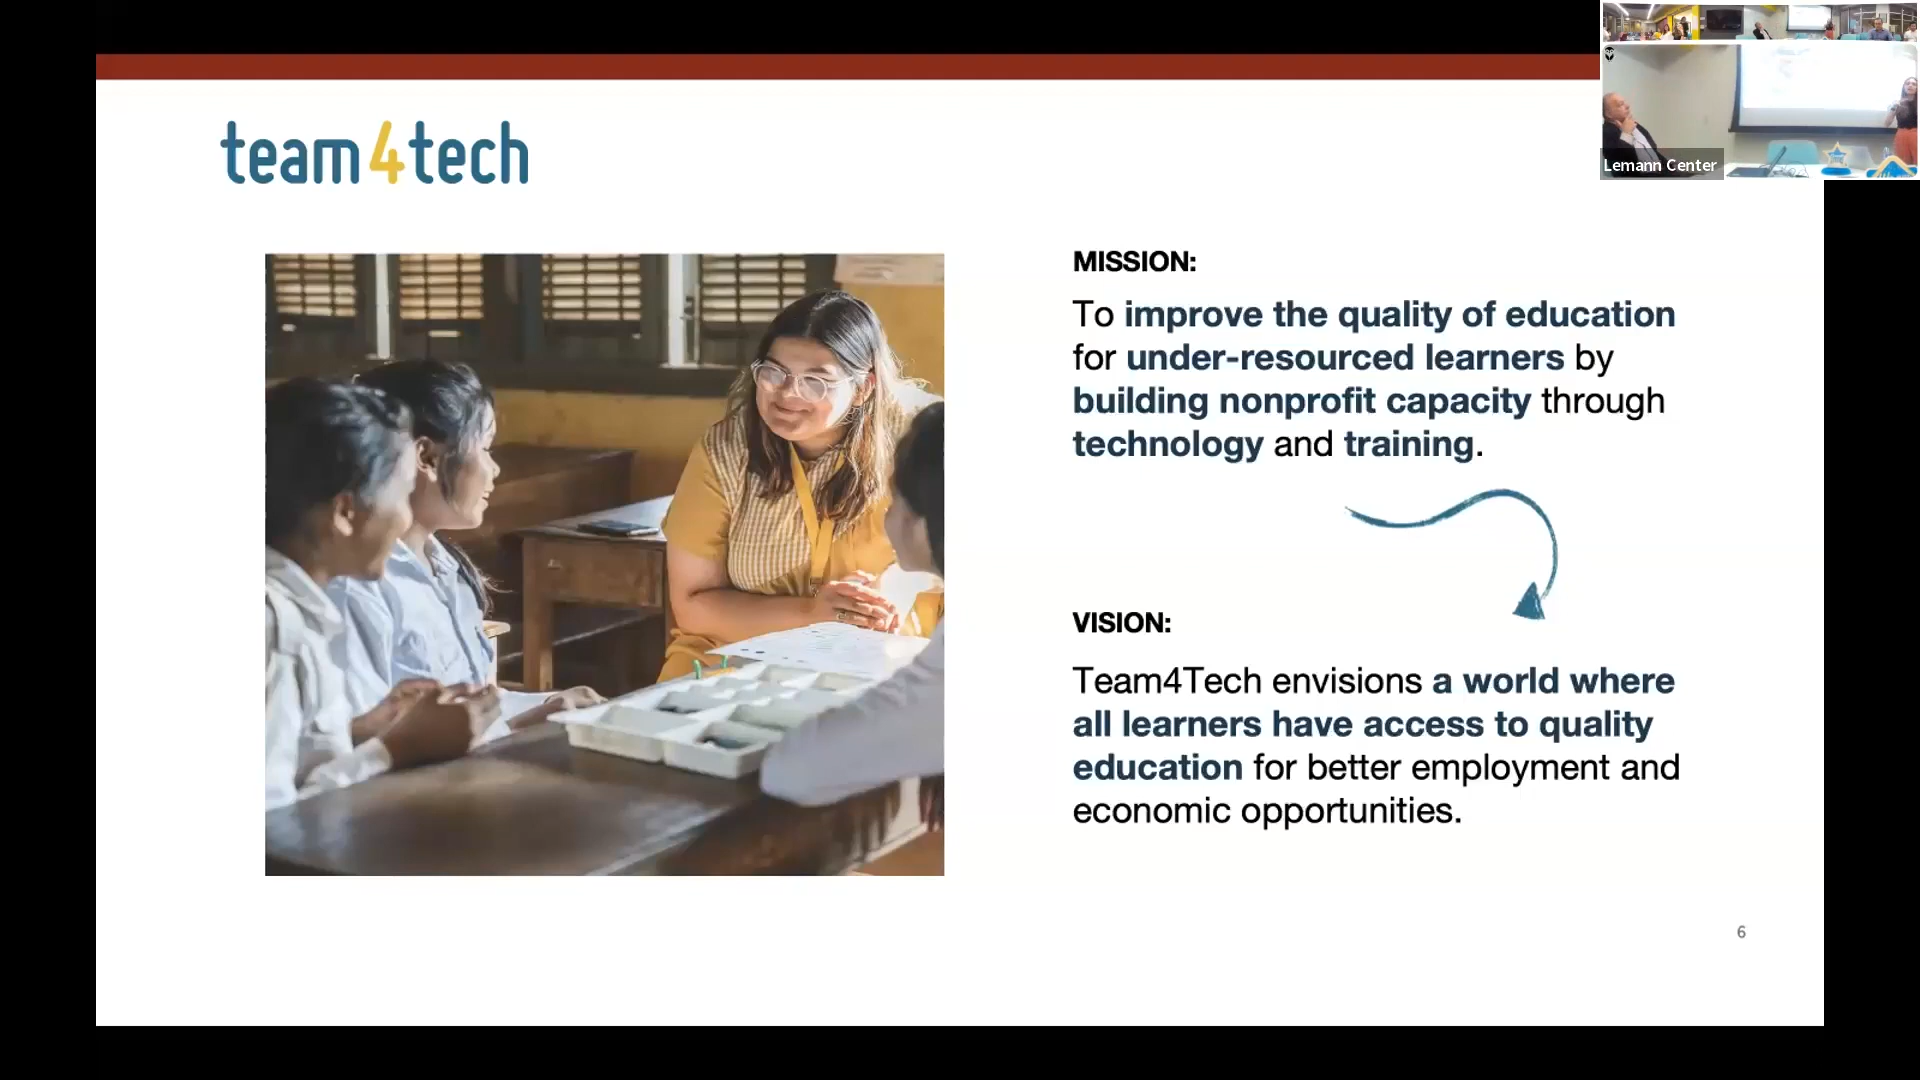 Lemann Center
team4tech
MISSION:
To improve the quality of education
for under-resourced learners by
building nonprofit capacity through
technology and training.
VISION:
Team4Tech envisions a world where
all learners have access to quality
education for better employment and
economic opportunities.
6